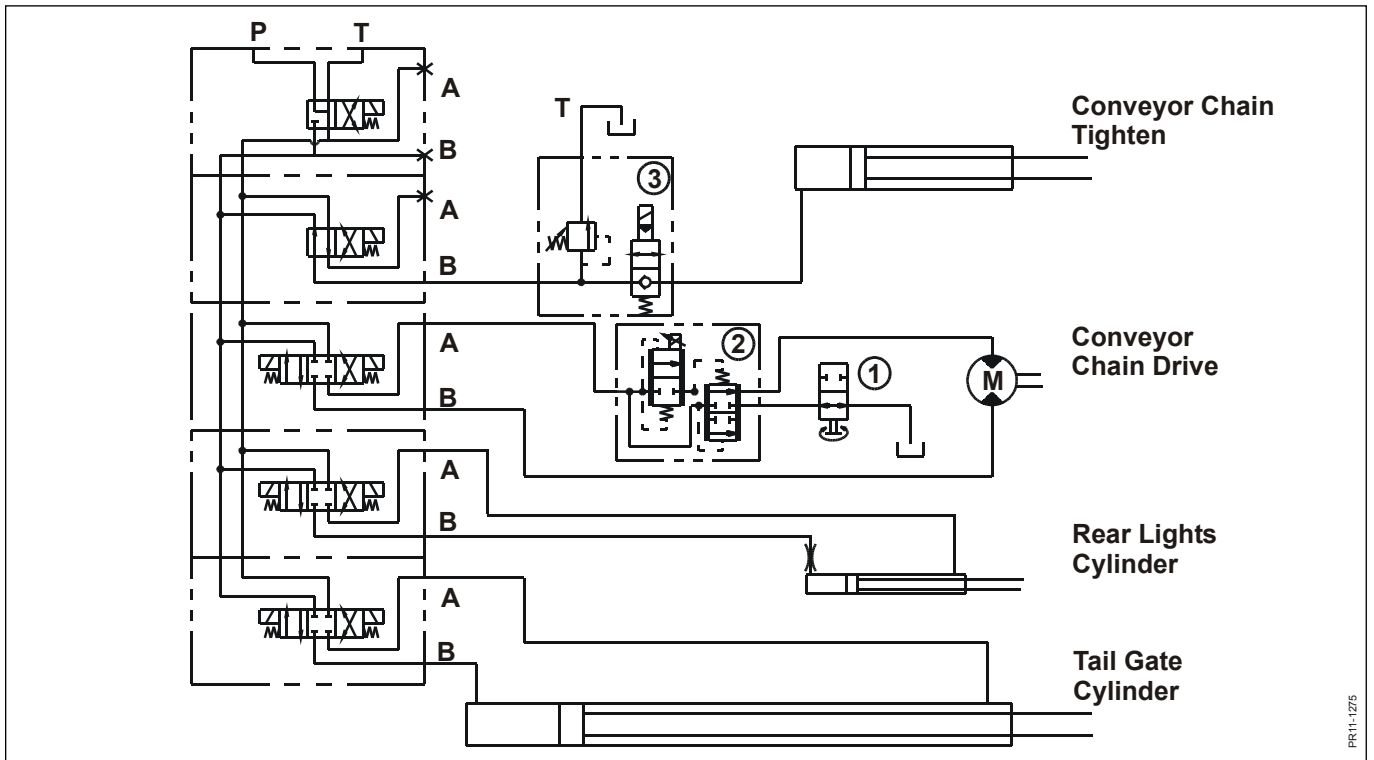 P T
A
B
A
B
T
3
Conveyor Chain
Tighten
A
B
2
1
M
Conveyor
Chain Drive
A
B
Rear Lights
Cylinder
A
B
Tail Gate
Cylinder
PR11-1275